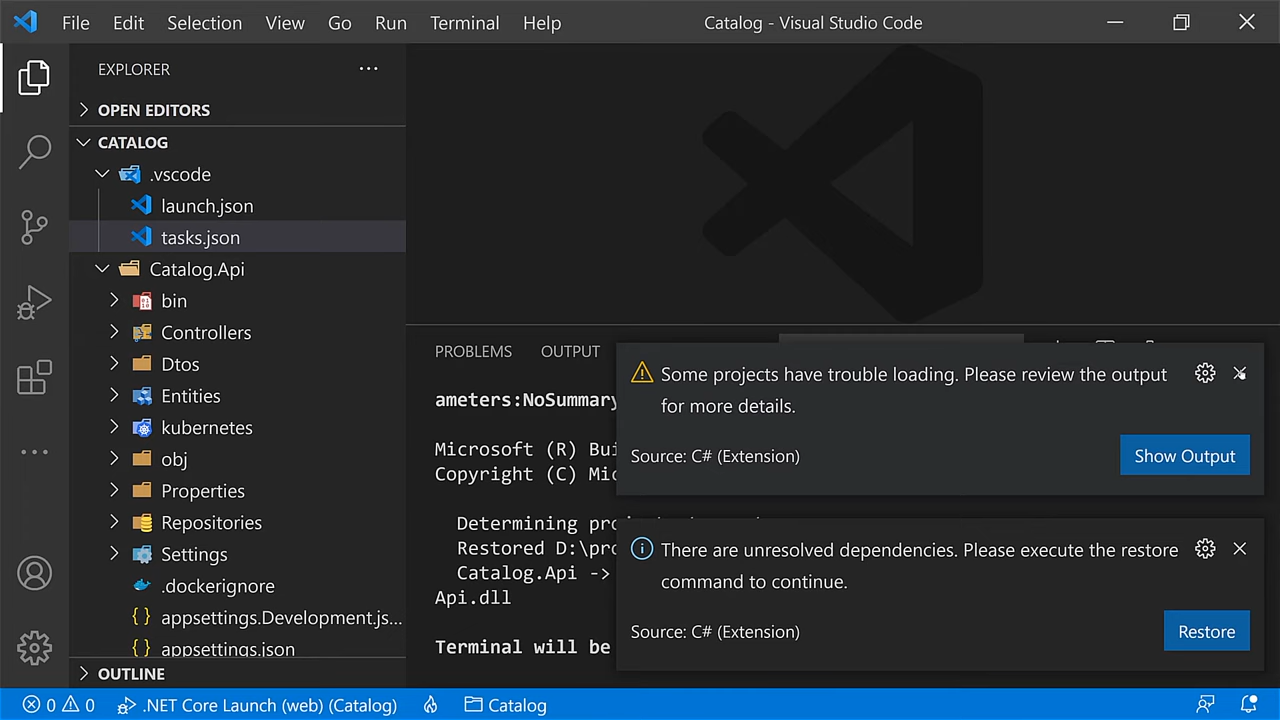 File Edit Selection View Go Run Terminal Help Catalog - Visual Studio Code
EXPLORER
OPEN EDITORS
CATALOG
.vscode
launch.json
tasks.json
Catalog.Api
bin
Controllers
Dtos
Entities
kubernetes
obj
Properties
Repositories
Settings
.dockerignore
appsettings.Development.js...
appsettings.json
OUTLINE
PROBLEMS OUTPUT
ameters:NoSummary
Microsoft (R) Bui
Copyright (C) Mic
Determining pro
Restored D:\pro
Catalog.Api ->
Api.dll
Terminal will be
Some projects have trouble loading. Please review the output
for more details.
Source: C# (Extension)
Show Output
There are unresolved dependencies. Please execute the restore
command to continue.
Source: C# (Extension)
Restore
0 0 .NET Core Launch (web) (Catalog) Catalog